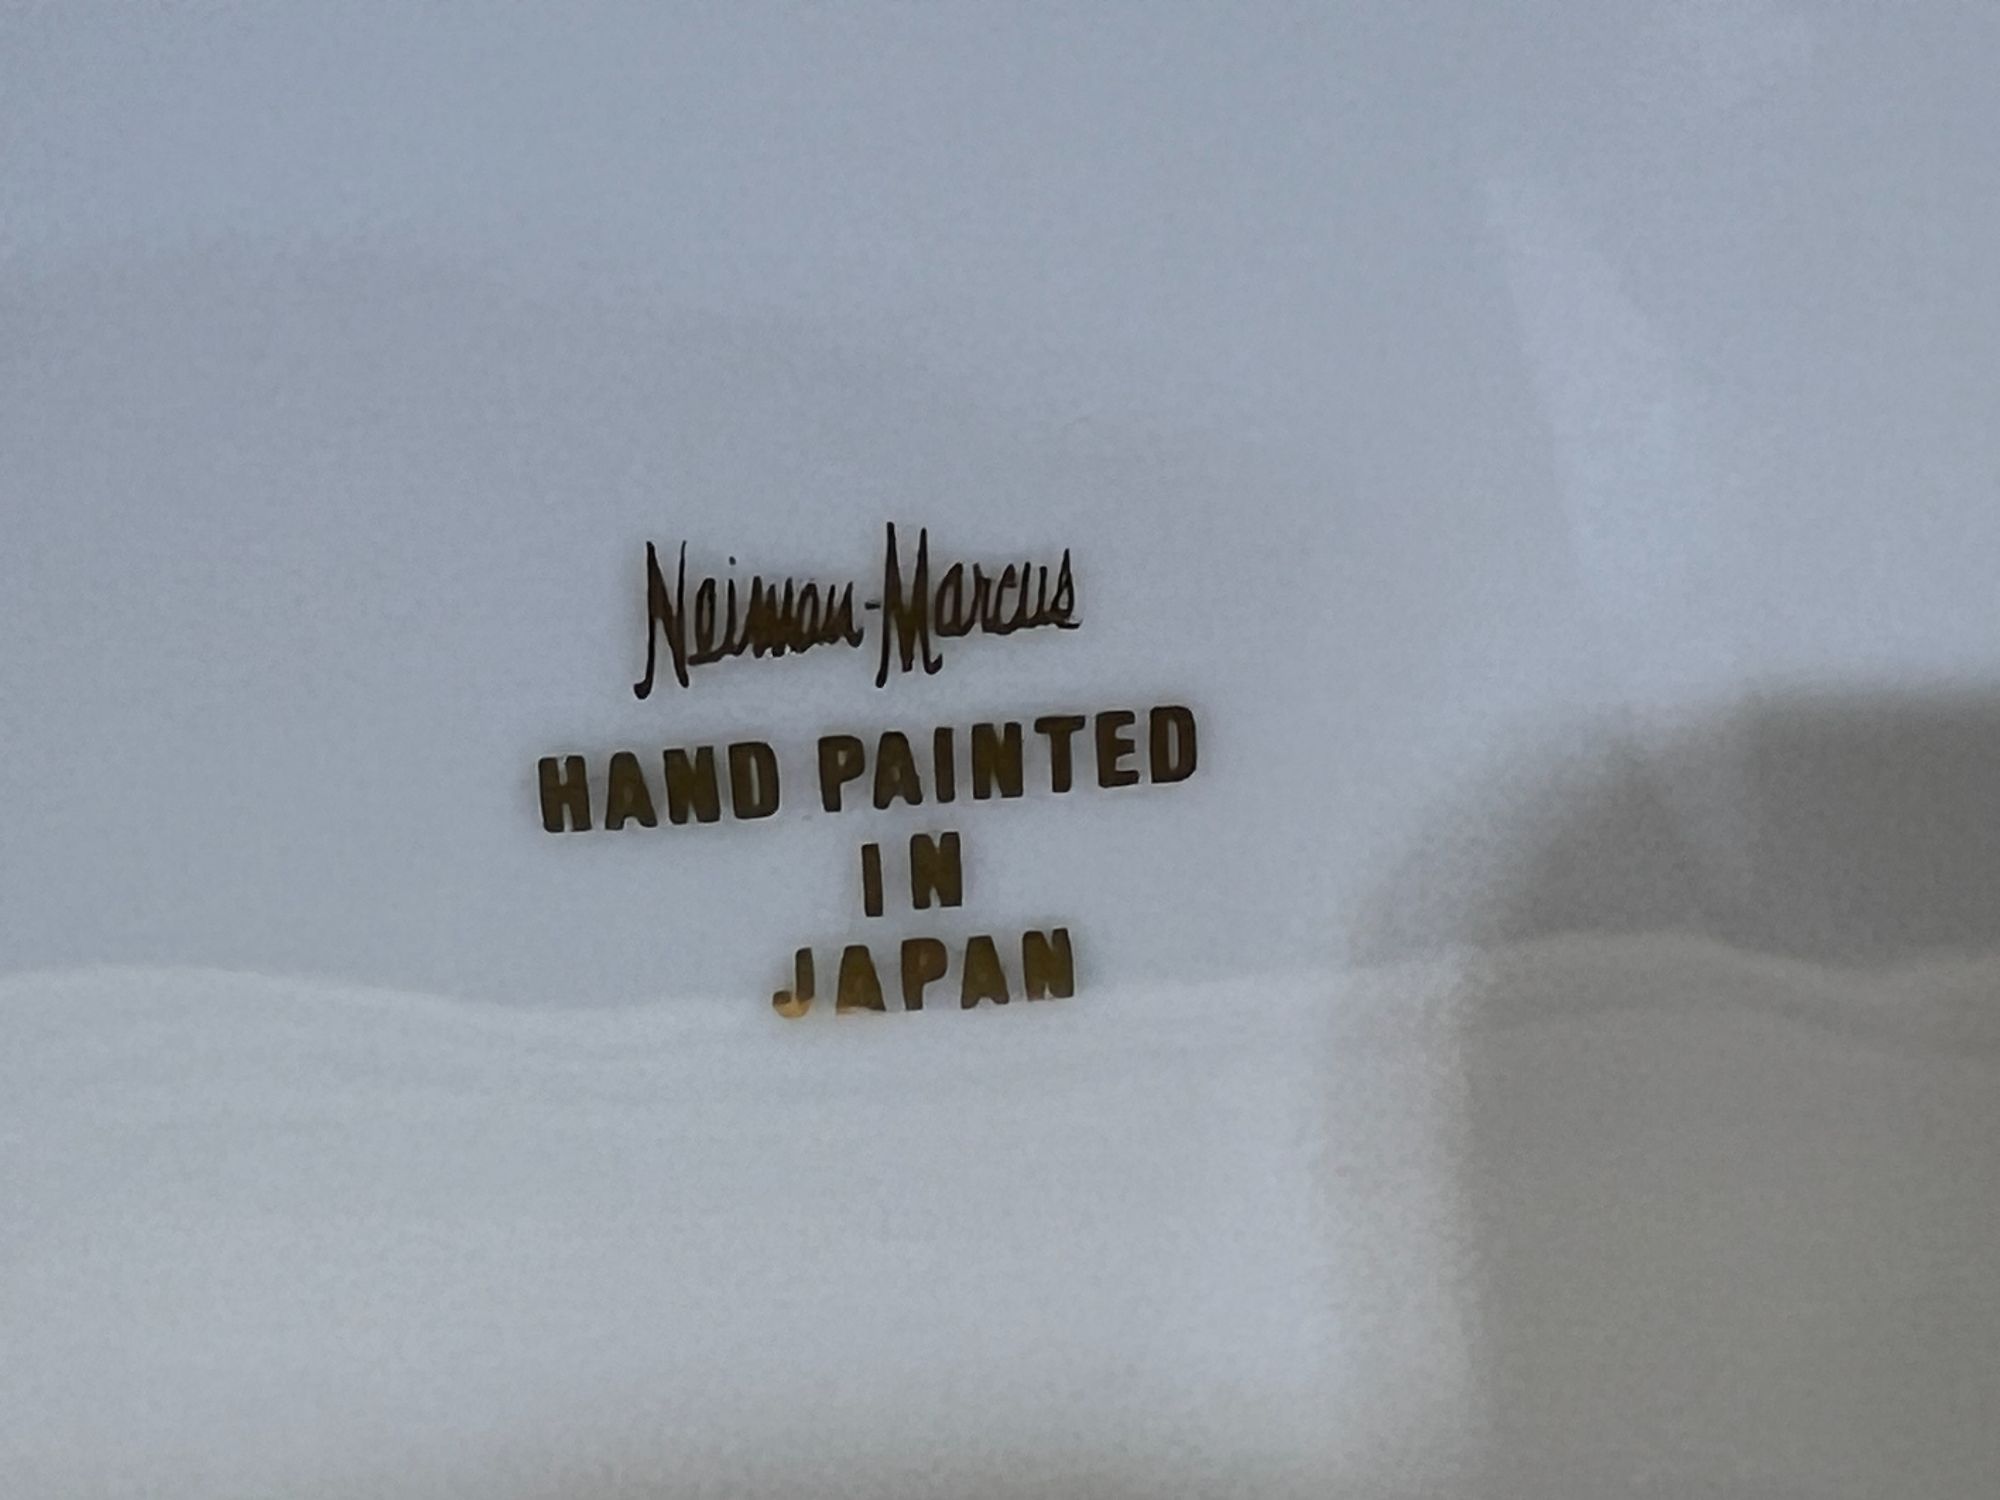 Neiman-Marcus
HAND PAINTED
IN
JAPAN